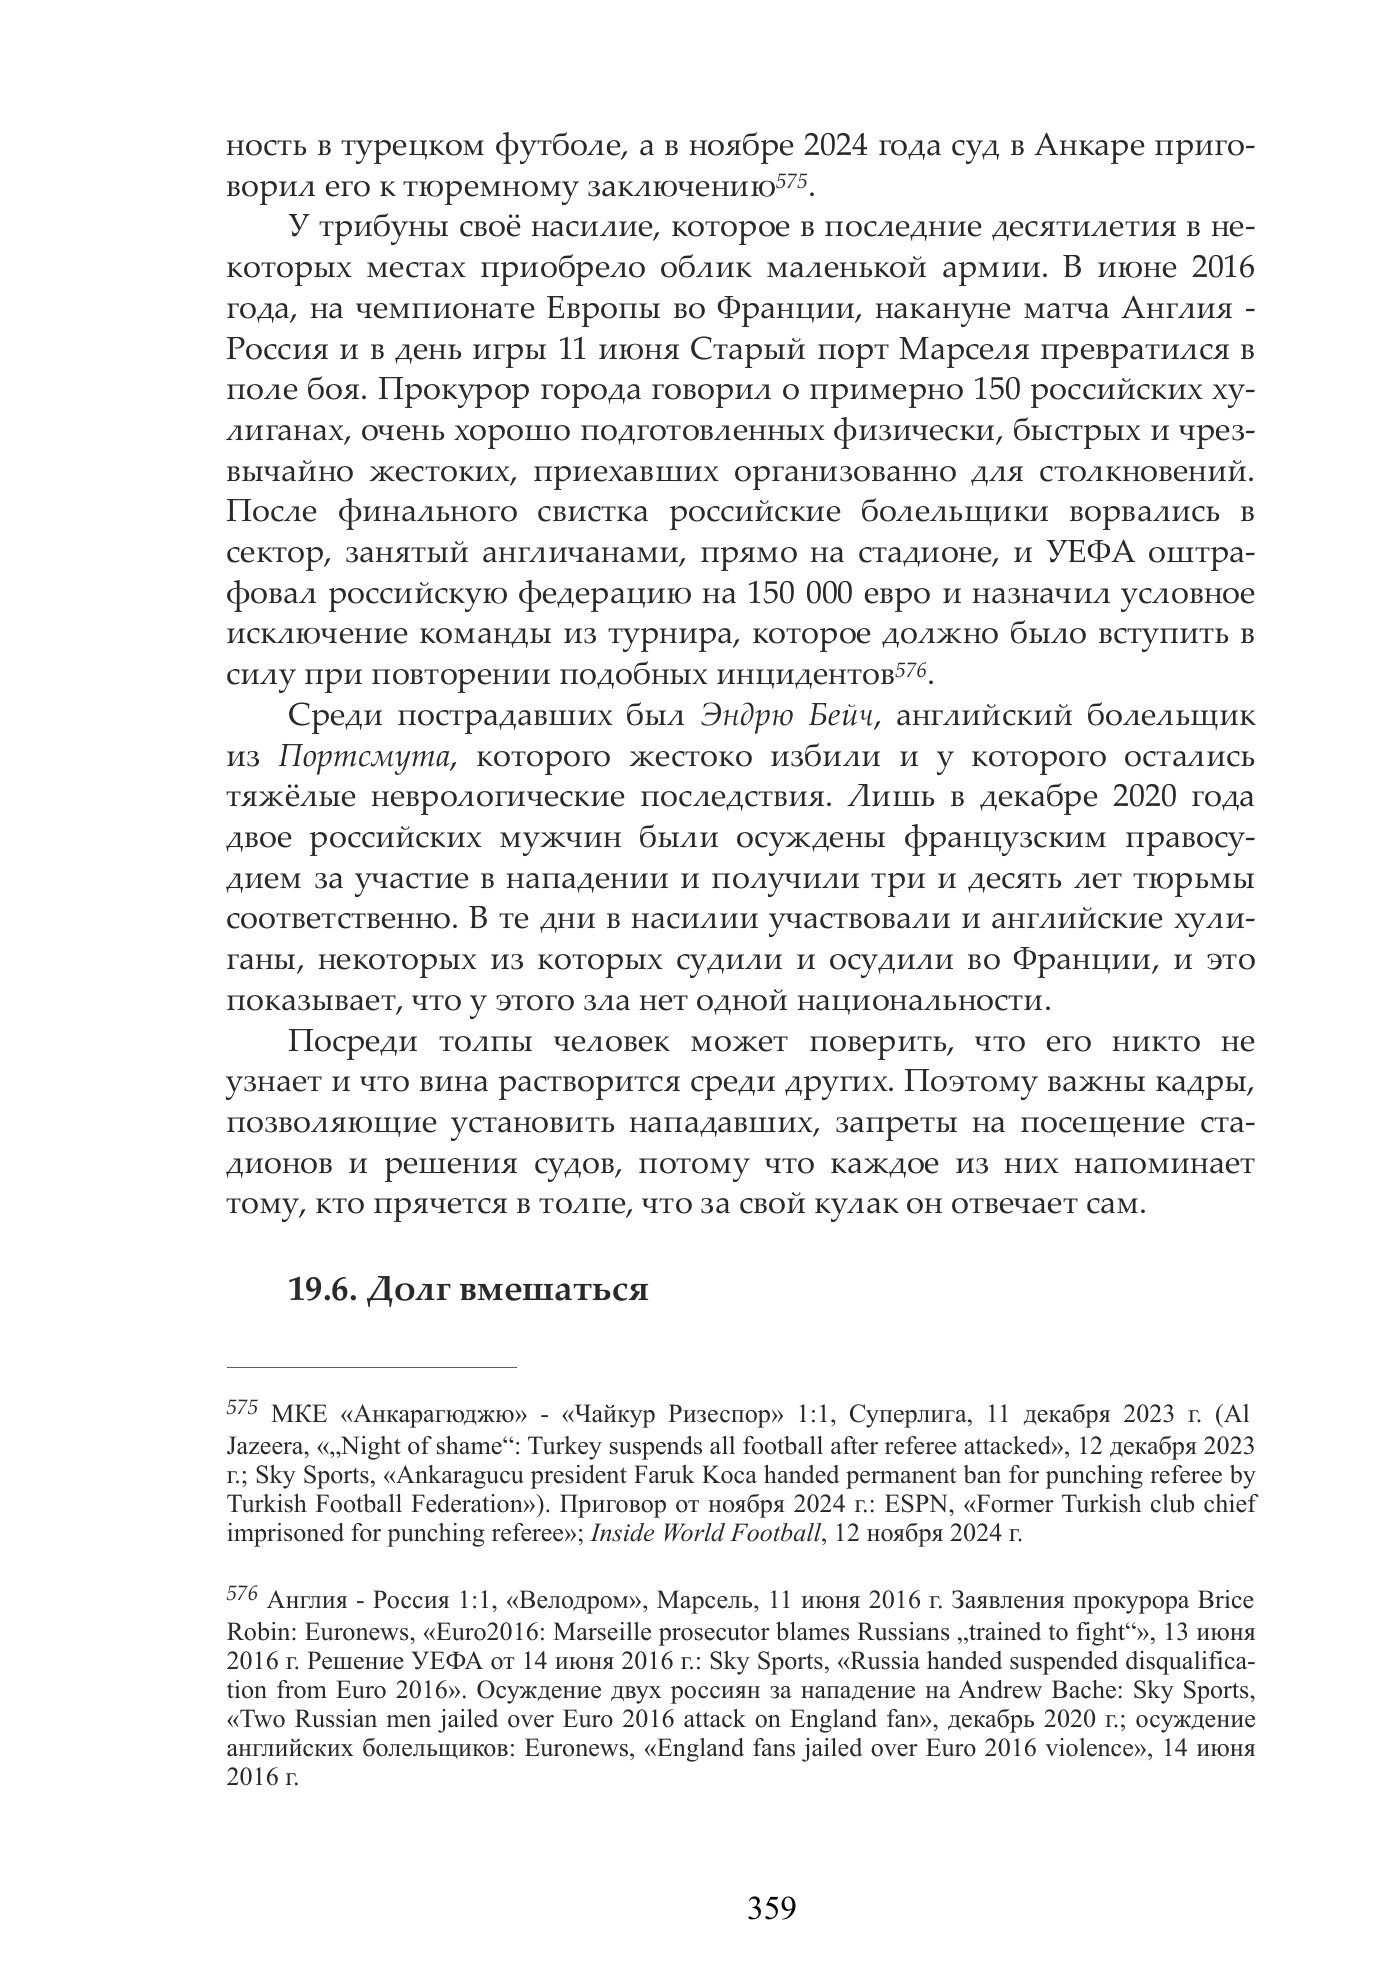 ность в турецком футболе, а в ноябре 2024 года суд в Анкаре приго-
ворил его к тюремному заключению575.
У трибуны своё насилие, которое в последние десятилетия в не-
которых местах приобрело облик маленькой армии. В июне 2016
года, на чемпионате Европы во Франции, накануне матча Англия -
Россия и в день игры 11 июня Старый порт Марселя превратился в
поле боя. Прокурор города говорил о примерно 150 российских ху-
лиганах, очень хорошо подготовленных физически, быстрых и чрез-
вычайно жестоких, приехавших организованно для столкновений.
После финального свистка российские болельщики ворвались в
сектор, занятый англичанами, прямо на стадионе, и УЕФА оштра-
фовал российскую федерацию на 150 000 евро и назначил условное
исключение команды из турнира, которое должно было вступить в
силу при повторении подобных инцидентов576.
Среди пострадавших был Эндрю Бейч, английский болельщик
из Портсмута, которого жестоко избили и у которого остались
тяжёлые неврологические последствия. Лишь в декабре 2020 года
двое российских мужчин были осуждены французским правосу-
дием за участие в нападении и получили три и десять лет тюрьмы
соответственно. В те дни в насилии участвовали и английские хули-
ганы, некоторых из которых судили и осудили во Франции, и это
показывает, что у этого зла нет одной национальности.
Посреди толпы человек может поверить, что его никто не
узнает и что вина растворится среди других. Поэтому важны кадры,
позволяющие установить нападавших, запреты на посещение ста-
дионов и решения судов, потому что каждое из них напоминает
тому, кто прячется в толпе, что за свой кулак он отвечает сам.
19.6. Долг вмешаться
575 МКЕ «Анкарагюджю» - «Чайкур Ризеспор» 1:1, Суперлига, 11 декабря 2023 г. (Al
Jazeera, «„Night of shame“: Turkey suspends all football after referee attacked», 12 декабря 2023
г.; Sky Sports, «Ankaragucu president Faruk Koca handed permanent ban for punching referee by
Turkish Football Federation»). Приговор от ноября 2024 г.: ESPN, «Former Turkish club chief
imprisoned for punching referee»; Inside World Football, 12 ноября 2024 г.
576 Англия - Россия 1:1, «Велодром», Марсель, 11 июня 2016 г. Заявления прокурора Brice
Robin: Euronews, «Euro2016: Marseille prosecutor blames Russians „trained to fight“», 13 июня
2016 г. Решение УЕФА от 14 июня 2016 г.: Sky Sports, «Russia handed suspended disqualifica-
tion from Euro 2016». Осуждение двух россиян за нападение на Andrew Bache: Sky Sports,
«Two Russian men jailed over Euro 2016 attack on England fan», декабрь 2020 г.; осуждение
английских болельщиков: Euronews, «England fans jailed over Euro 2016 violence», 14 июня
2016 г.
359